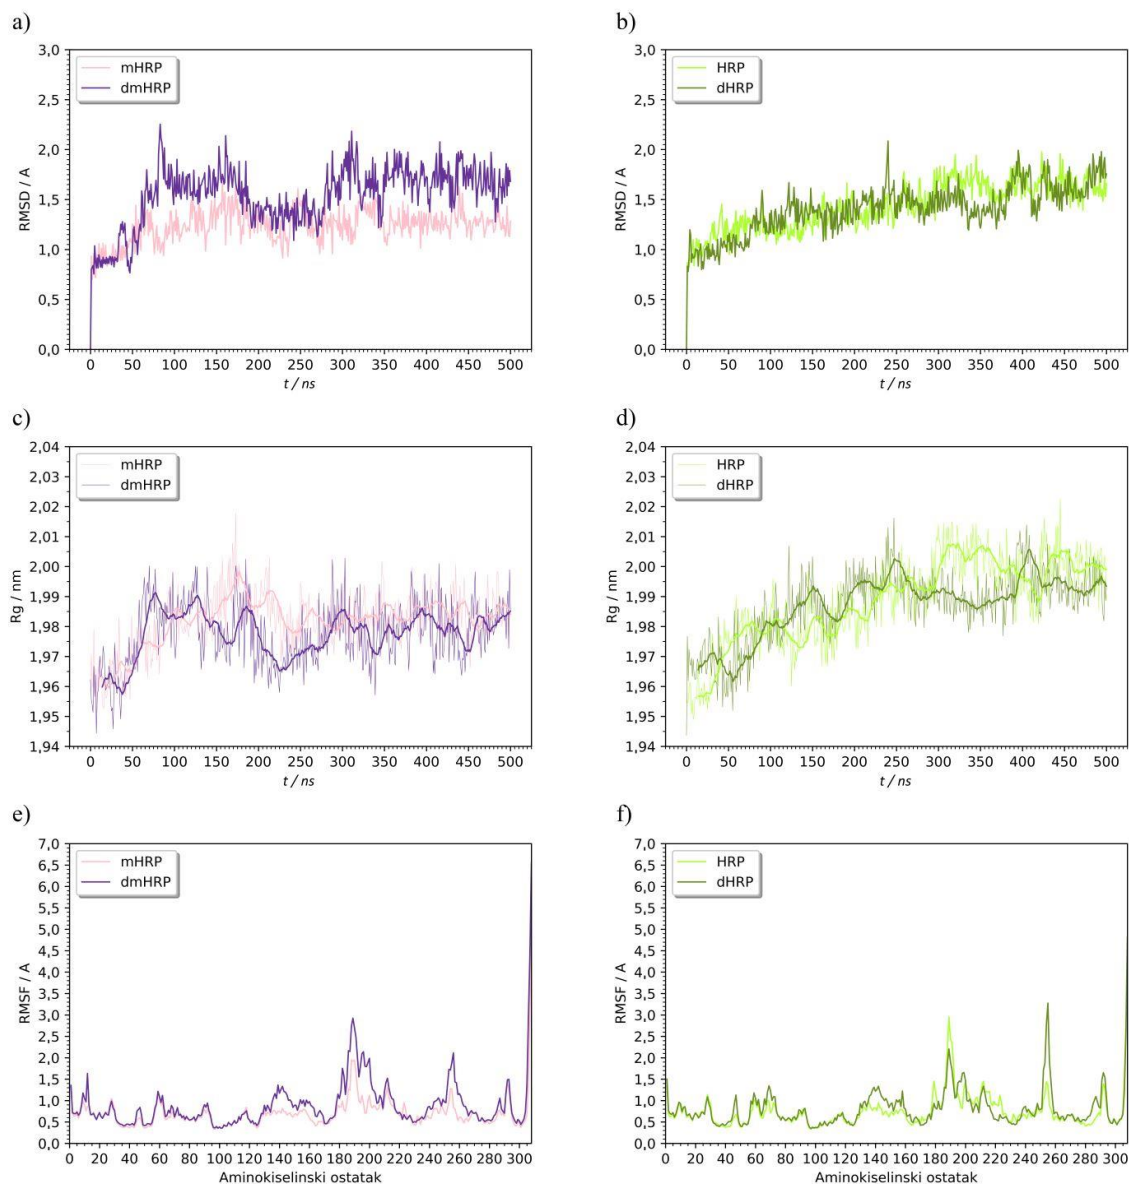 a)
3,0
2,5
2,0
1,5
1,0
0,5
0,0
RMSD / A
mHRP
dmHRP
0 50 100 150 200 250 300 350 400 450 500
t / ns
b)
3,0
2,5
2,0
1,5
1,0
0,5
0,0
RMSD / A
HRP
dHRP
0 50 100 150 200 250 300 350 400 450 500
t / ns
c)
2,04
2,03
2,02
2,01
2,00
1,99
1,98
1,97
1,96
1,95
1,94
Rg / nm
mHRP
dmHRP
0 50 100 150 200 250 300 350 400 450 500
t / ns
d)
2,04
2,03
2,02
2,01
2,00
1,99
1,98
1,97
1,96
1,95
1,94
Rg / nm
HRP
dHRP
0 50 100 150 200 250 300 350 400 450 500
t / ns
e)
7,0
6,5
6,0
5,5
5,0
4,5
4,0
3,5
3,0
2,5
2,0
1,5
1,0
0,5
0,0
RMSF / A
mHRP
dmHRP
0 20 40 60 80 100 120 140 160 180 200 220 240 260 280 300
Aminokiselinski ostatak
f)
7,0
6,5
6,0
5,5
5,0
4,5
4,0
3,5
3,0
2,5
2,0
1,5
1,0
0,5
0,0
RMSF / A
HRP
dHRP
0 20 40 60 80 100 120 140 160 180 200 220 240 260 280 300
Aminokiselinski ostatak